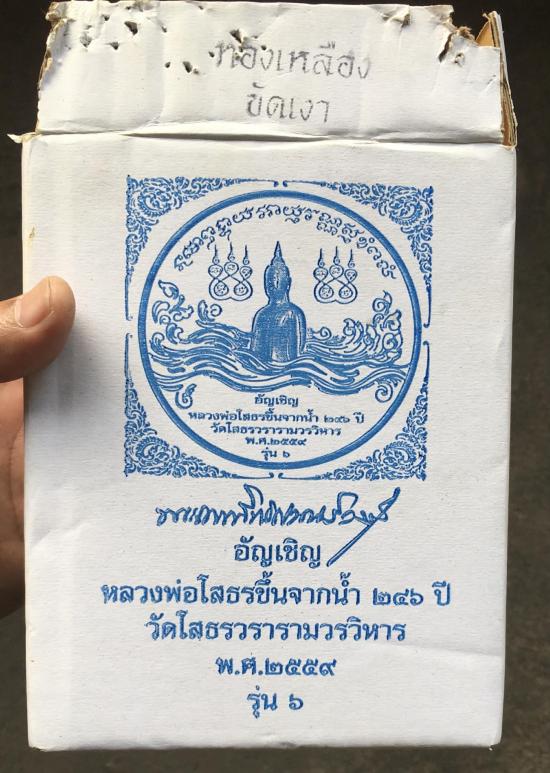 ทองเหลือง
ขัดเงา
อัญเชิญ
หลวงพ่อโสธรขึ้นจากน้ำ ๒๔๖ ปี
วัดโสธรวรารามวรวิหาร
พ.ศ.๒๕๕๙
รุ่น ๖
อัญเชิญ
หลวงพ่อโสธรขึ้นจากน้ำ ๒๔๖ ปี
วัดโสธรวรารามวรวิหาร
พ.ศ.๒๕๕๙
รุ่น ๖